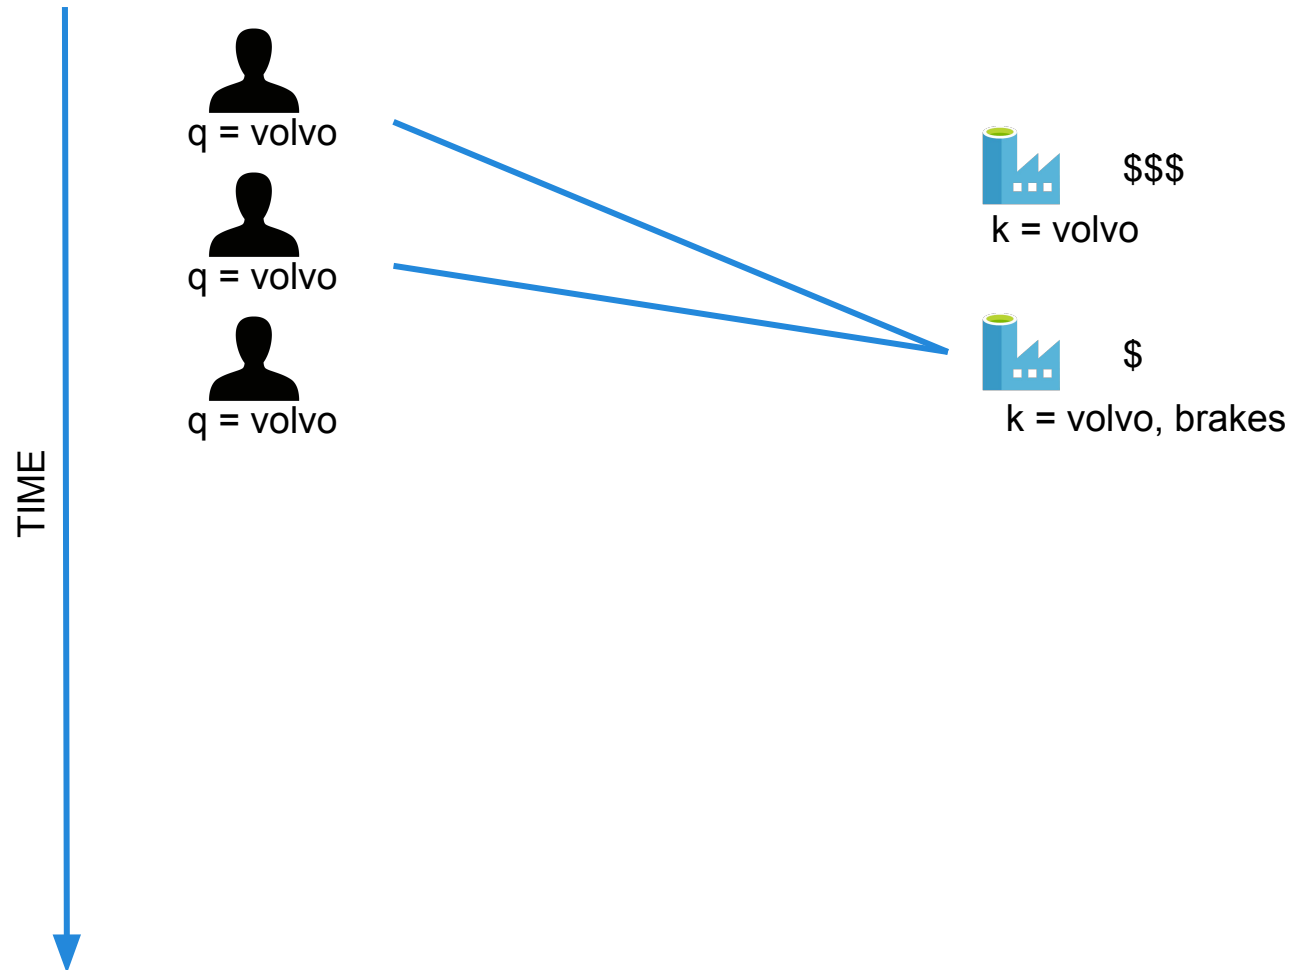 q = volvo
$$$
k = volvo
q = volvo
$
k = volvo, brakes
q = volvo
TIME